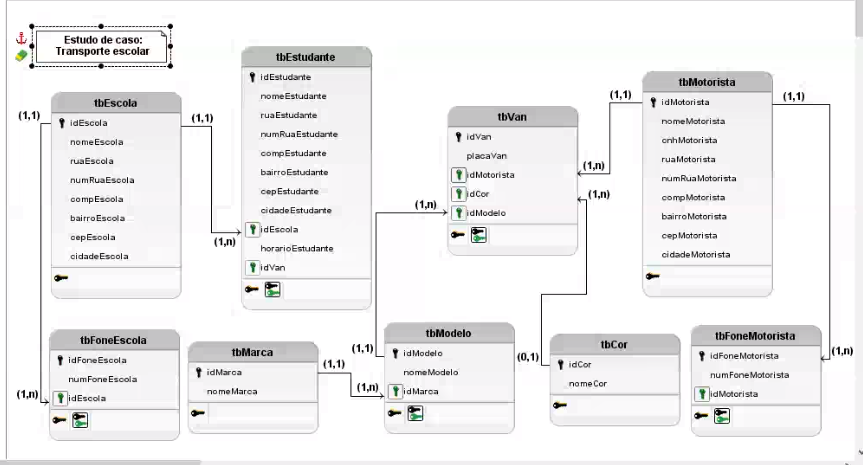 Estudo de caso:
Transporte escolar
tbEscola
idEscola
nomeEscola
ruaEscola
numRuaEscola
compEscola
bairroEscola
cepEscola
cidadeEscola
(1,1)
(1,1)
tbEstudante
idEstudante
nomeEstudante
ruaEstudante
numRuaEstudante
compEstudante
bairroEstudante
cepEstudante
cidadeEstudante
idEscola
horarioEstudante
idVan
(1,n)
tbVan
idVan
placaVan
idMotorista
idCor
idModelo
(1,n)
(1,n)
(1,n)
tbMotorista
idMotorista
nomeMotorista
cnhMotorista
ruaMotorista
numRuaMotorista
compMotorista
bairroMotorista
cepMotorista
cidadeMotorista
(1,1)
(1,1)
tbFoneEscola
idFoneEscola
numFoneEscola
idEscola
(1,n)
tbMarca
idMarca
nomeMarca
(1,1)
(1,n)
tbModelo
idModelo
nomeModelo
idMarca
(1,1)
(0,1)
tbCor
idCor
nomeCor
tbFoneMotorista
idFoneMotorista
numFoneMotorista
idMotorista
(1,n)